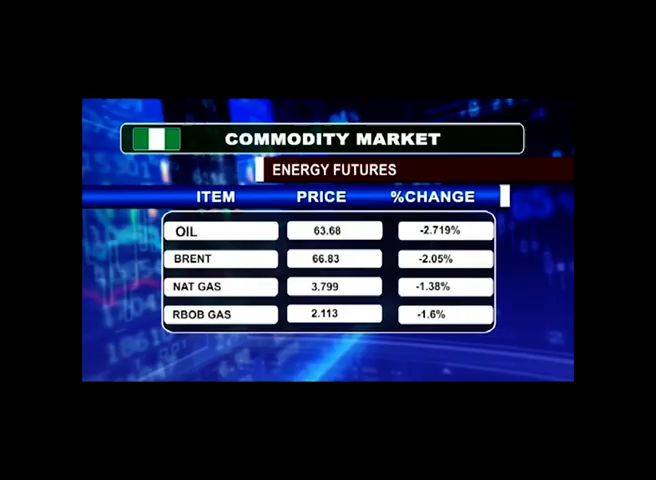 COMMODITY MARKET
ENERGY FUTURES
ITEM PRICE %CHANGE
OIL 63.68 -2.719%
BRENT 66.83 -2.05%
NAT GAS 3.799 -1.38%
RBOB GAS 2.113 -1.6%